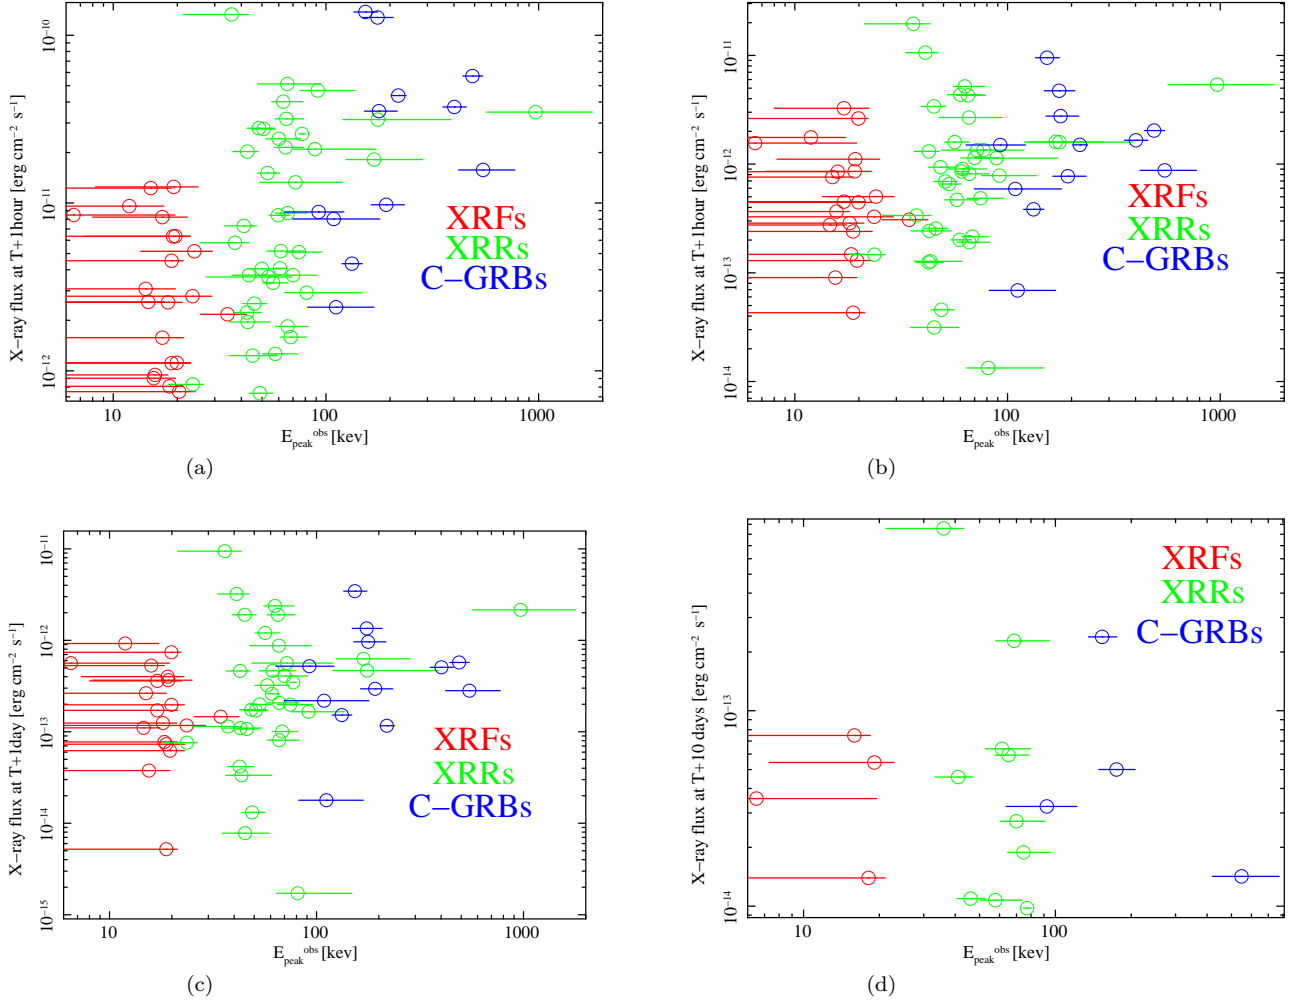 10⁻¹⁰
10⁻¹¹
10⁻¹²
X−ray flux at T+1hour [erg cm⁻² s⁻¹]
XRFs
XRRs
C−GRBs
10 100 1000
E_peak^obs [kev]
(a)
10⁻¹¹
10⁻¹²
10⁻¹³
10⁻¹⁴
X−ray flux at T+1hour [erg cm⁻² s⁻¹]
XRFs
XRRs
C−GRBs
10 100 1000
E_peak^obs [kev]
(b)
10⁻¹¹
10⁻¹²
10⁻¹³
10⁻¹⁴
10⁻¹⁵
X−ray flux at T+1day [erg cm⁻² s⁻¹]
XRFs
XRRs
C−GRBs
10 100 1000
E_peak^obs [kev]
(c)
10⁻¹³
10⁻¹⁴
X−ray flux at T+10 days [erg cm⁻² s⁻¹]
XRFs
XRRs
C−GRBs
10 100
E_peak^obs [kev]
(d)